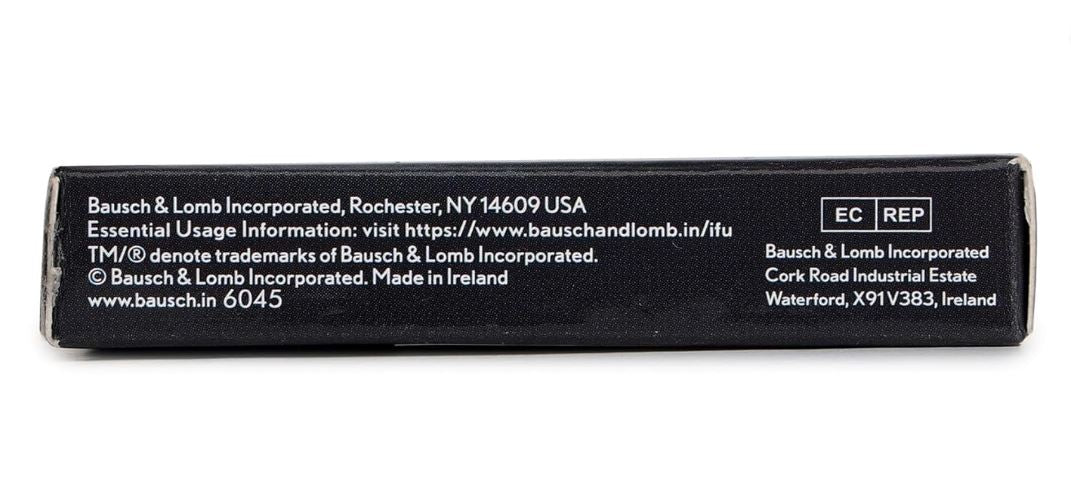 Bausch & Lomb Incorporated, Rochester, NY 14609 USA
Essential Usage Information: visit https://www.bauschandlomb.in/ifu
TM/® denote trademarks of Bausch & Lomb Incorporated.
© Bausch & Lomb Incorporated. Made in Ireland
www.bausch.in 6045
EC REP
Bausch & Lomb Incorporated
Cork Road Industrial Estate
Waterford, X91V383, Ireland